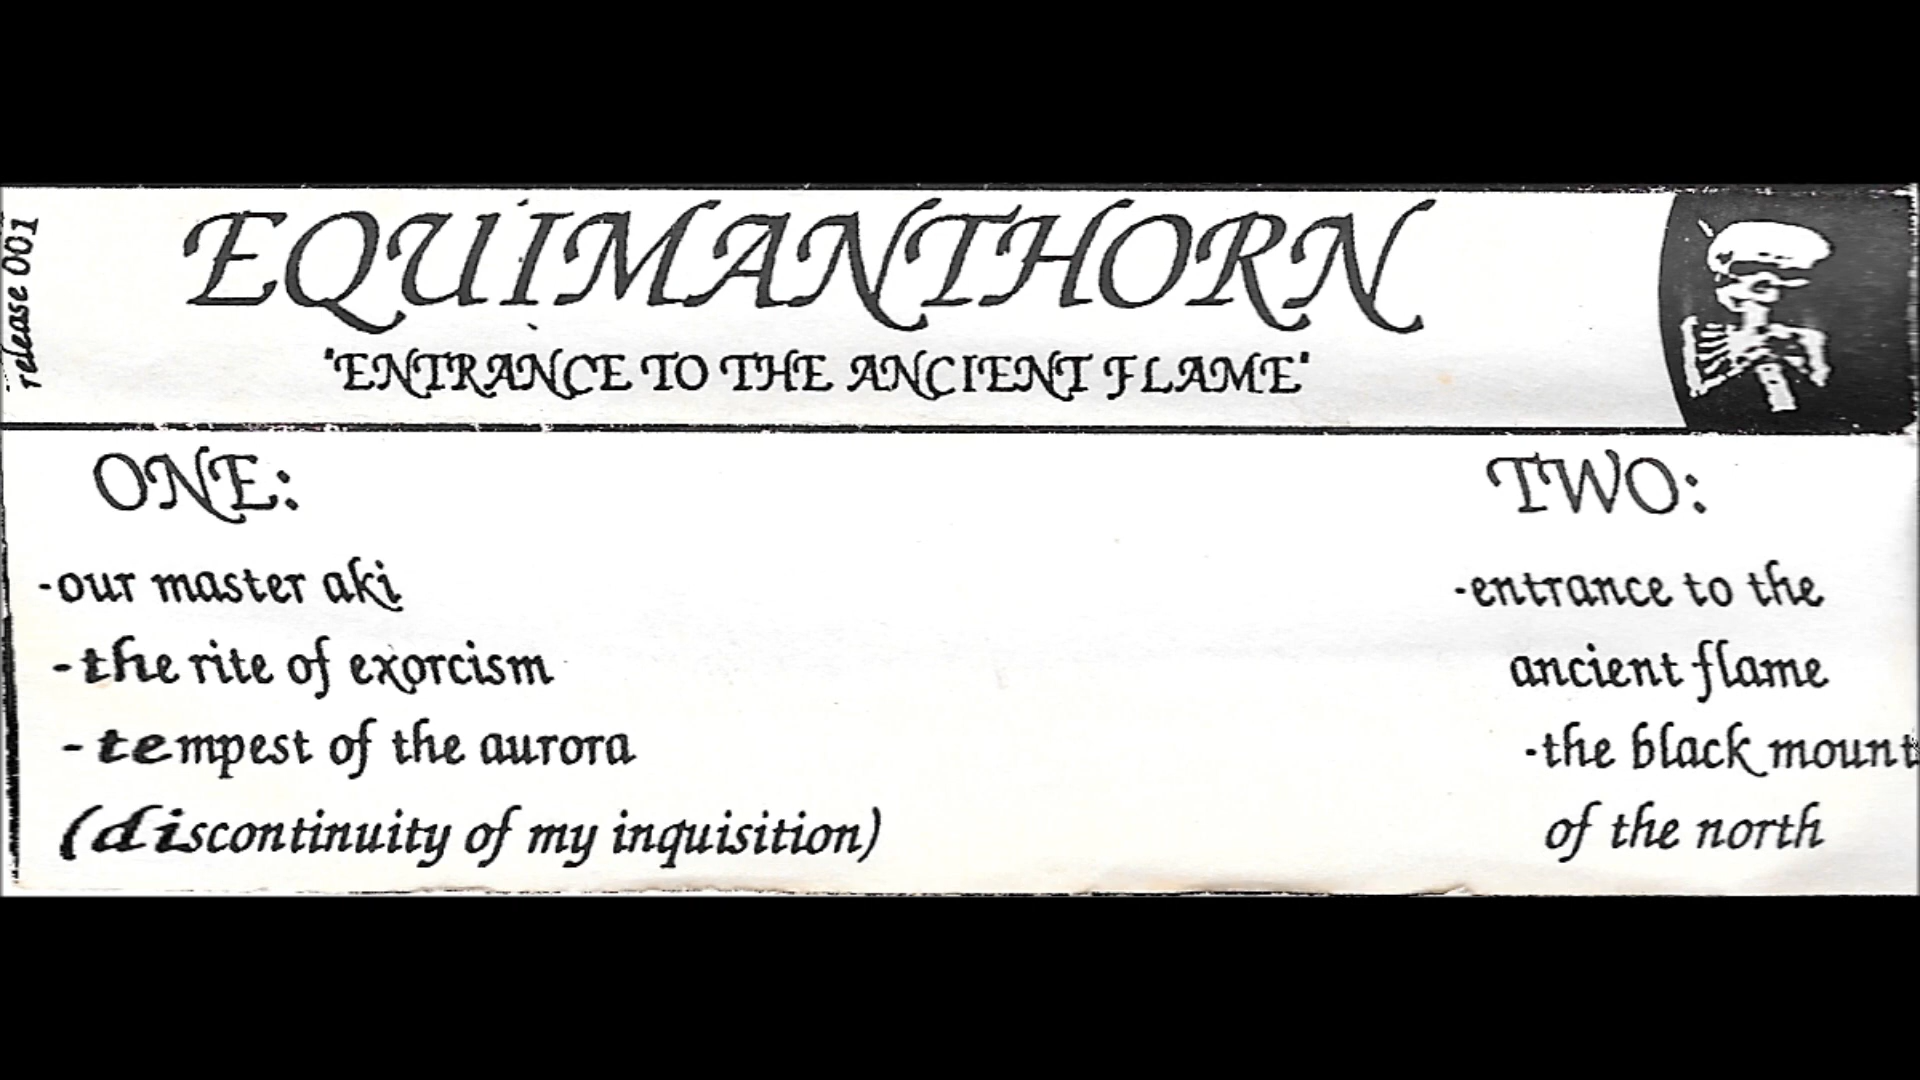 release 001
EQUIMANTHORN
"ENTRANCE TO THE ANCIENT FLAME"
ONE:
-our master aki
-the rite of exorcism
-tempest of the aurora
(discontinuity of my inquisition)
TWO:
-entrance to the
ancient flame
-the black mount
of the north